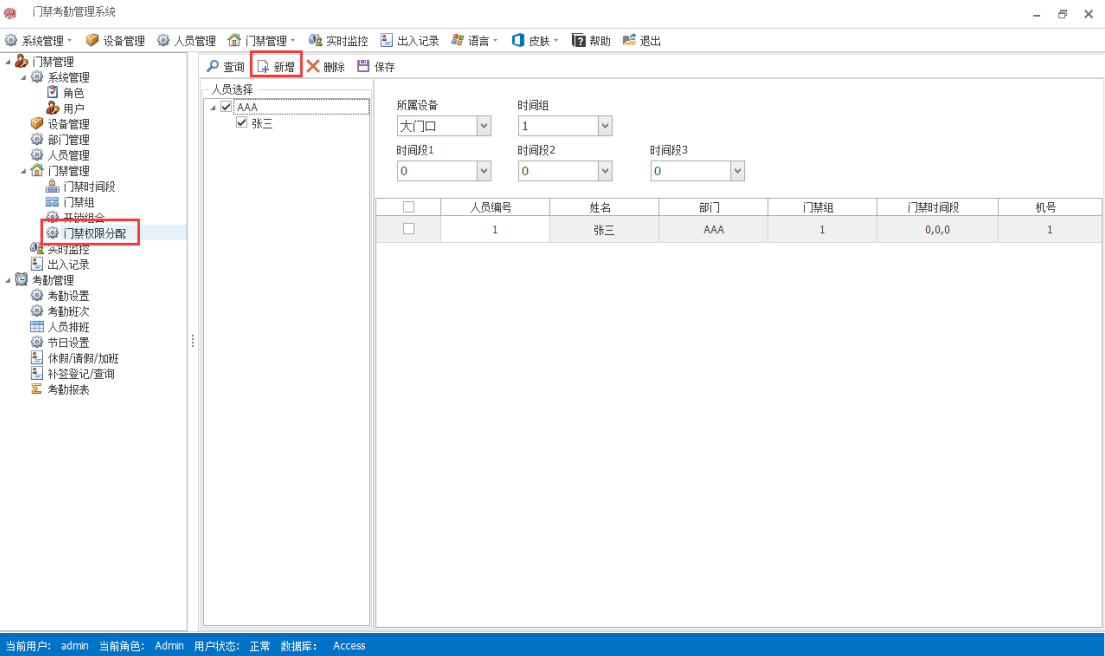 门禁考勤管理系统
系统管理 设备管理 人员管理 门禁管理 实时监控 出入记录 语言 皮肤 帮助 退出
门禁管理
系统管理
角色
用户
设备管理
部门管理
人员管理
门禁管理
门禁时间段
门禁组
开锁组合
门禁权限分配
实时监控
出入记录
考勤管理
考勤设置
考勤班次
人员排班
节日设置
休假/请假/加班
补签登记/查询
考勤报表
查询 新增 删除 保存
人员选择
AAA
张三
所属设备 时间组
大门口 1
时间段1 时间段2 时间段3
0 0 0
人员编号 姓名 部门 门禁组 门禁时间段 机号
1 张三 AAA 1 0,0,0 1
当前用户: admin 当前角色: Admin 用户状态: 正常 数据库: Access